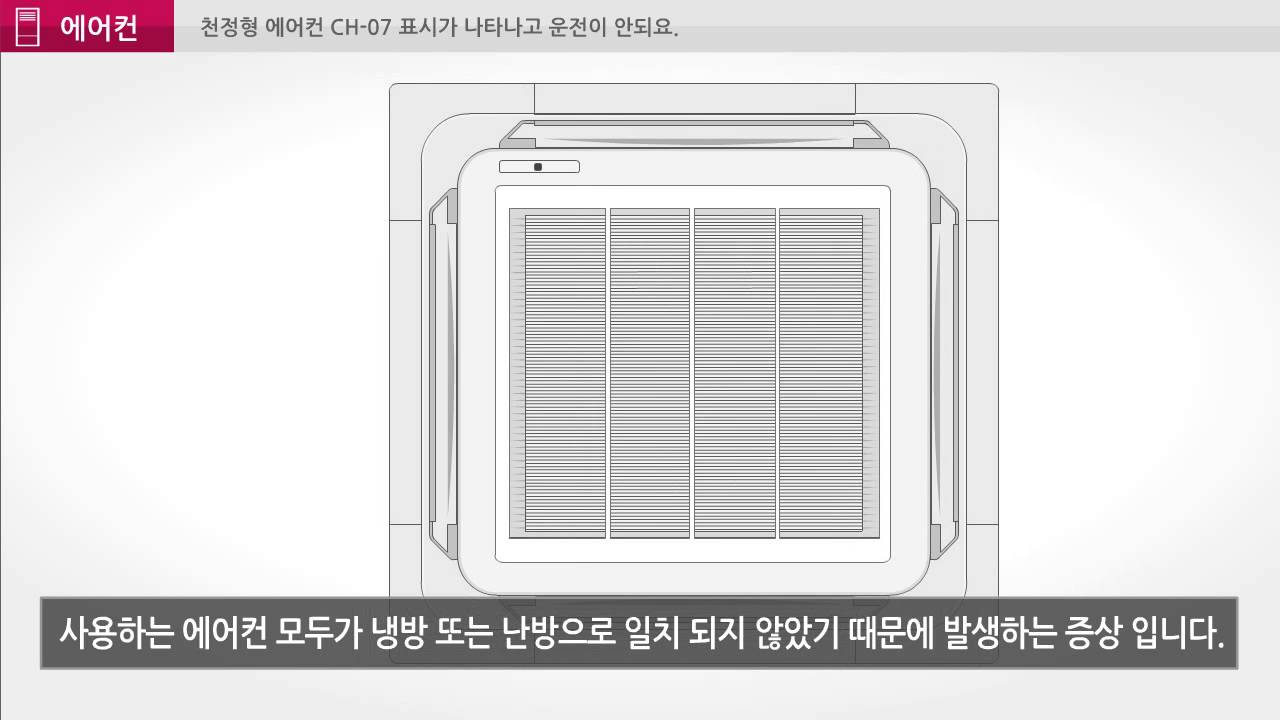 에어컨
천정형 에어컨 CH-07 표시가 나타나고 운전이 안되요.
사용하는 에어컨 모두가 냉방 또는 난방으로 일치 되지 않았기 때문에 발생하는 증상 입니다.